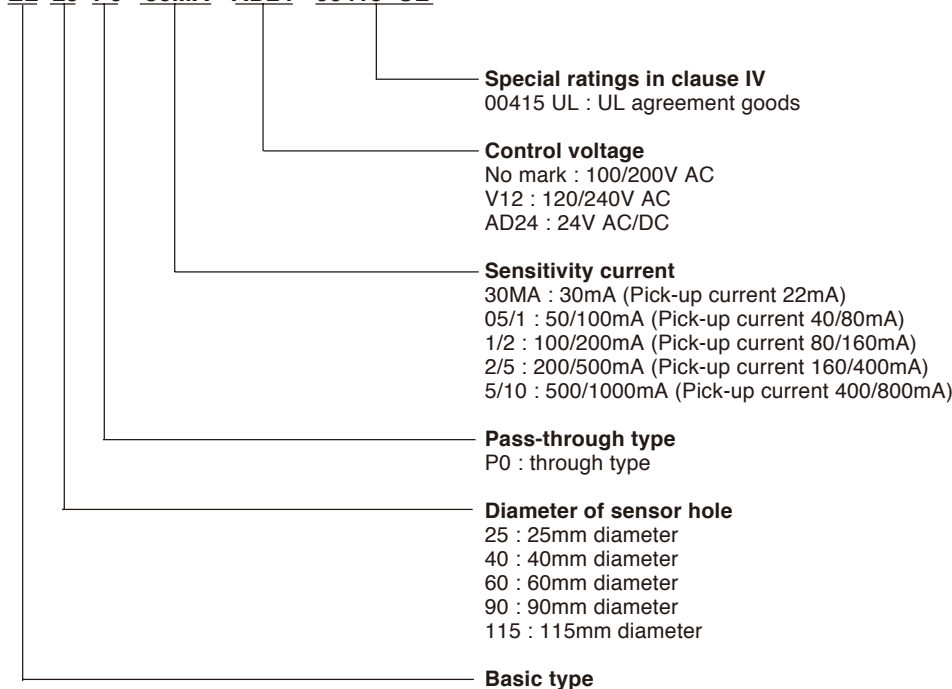 Special ratings in clause IV
00415 UL : UL agreement goods
Control voltage
No mark : 100/200V AC
V12 : 120/240V AC
AD24 : 24V AC/DC
Sensitivity current
30MA : 30mA (Pick-up current 22mA)
05/1 : 50/100mA (Pick-up current 40/80mA)
1/2 : 100/200mA (Pick-up current 80/160mA)
2/5 : 200/500mA (Pick-up current 160/400mA)
5/10 : 500/1000mA (Pick-up current 400/800mA)
Pass-through type
P0 : through type
Diameter of sensor hole
25 : 25mm diameter
40 : 40mm diameter
60 : 60mm diameter
90 : 90mm diameter
115 : 115mm diameter
Basic type